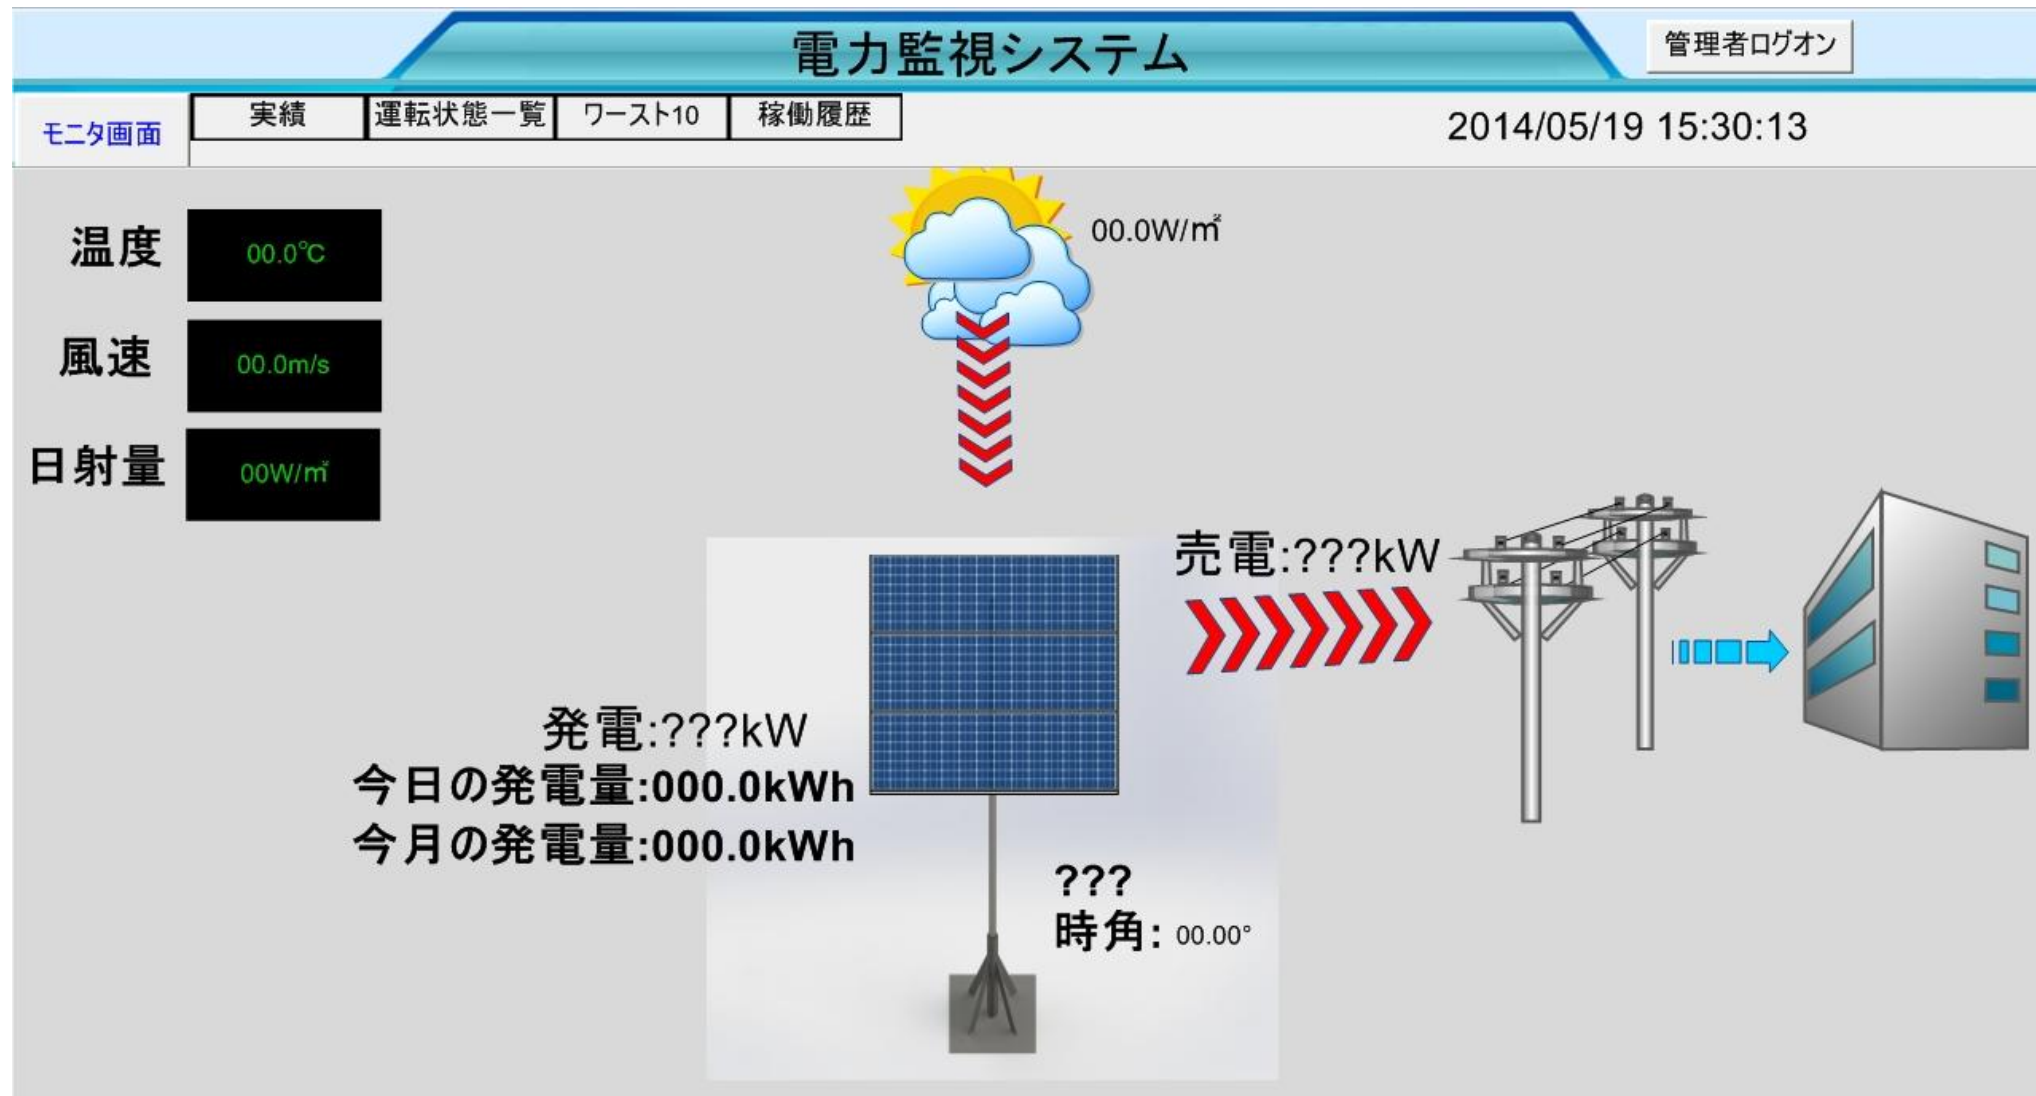 電力監視システム
管理者ログオン
モニタ画面
実績
運転状態一覧
ワースト10
稼働履歴
2014/05/19 15:30:13
温度
00.0℃
00.0W/㎡
風速
00.0m/s
日射量
00W/㎡
売電:???kW
発電:???kW
今日の発電量:000.0kWh
今月の発電量:000.0kWh
???
時角: 00.00°